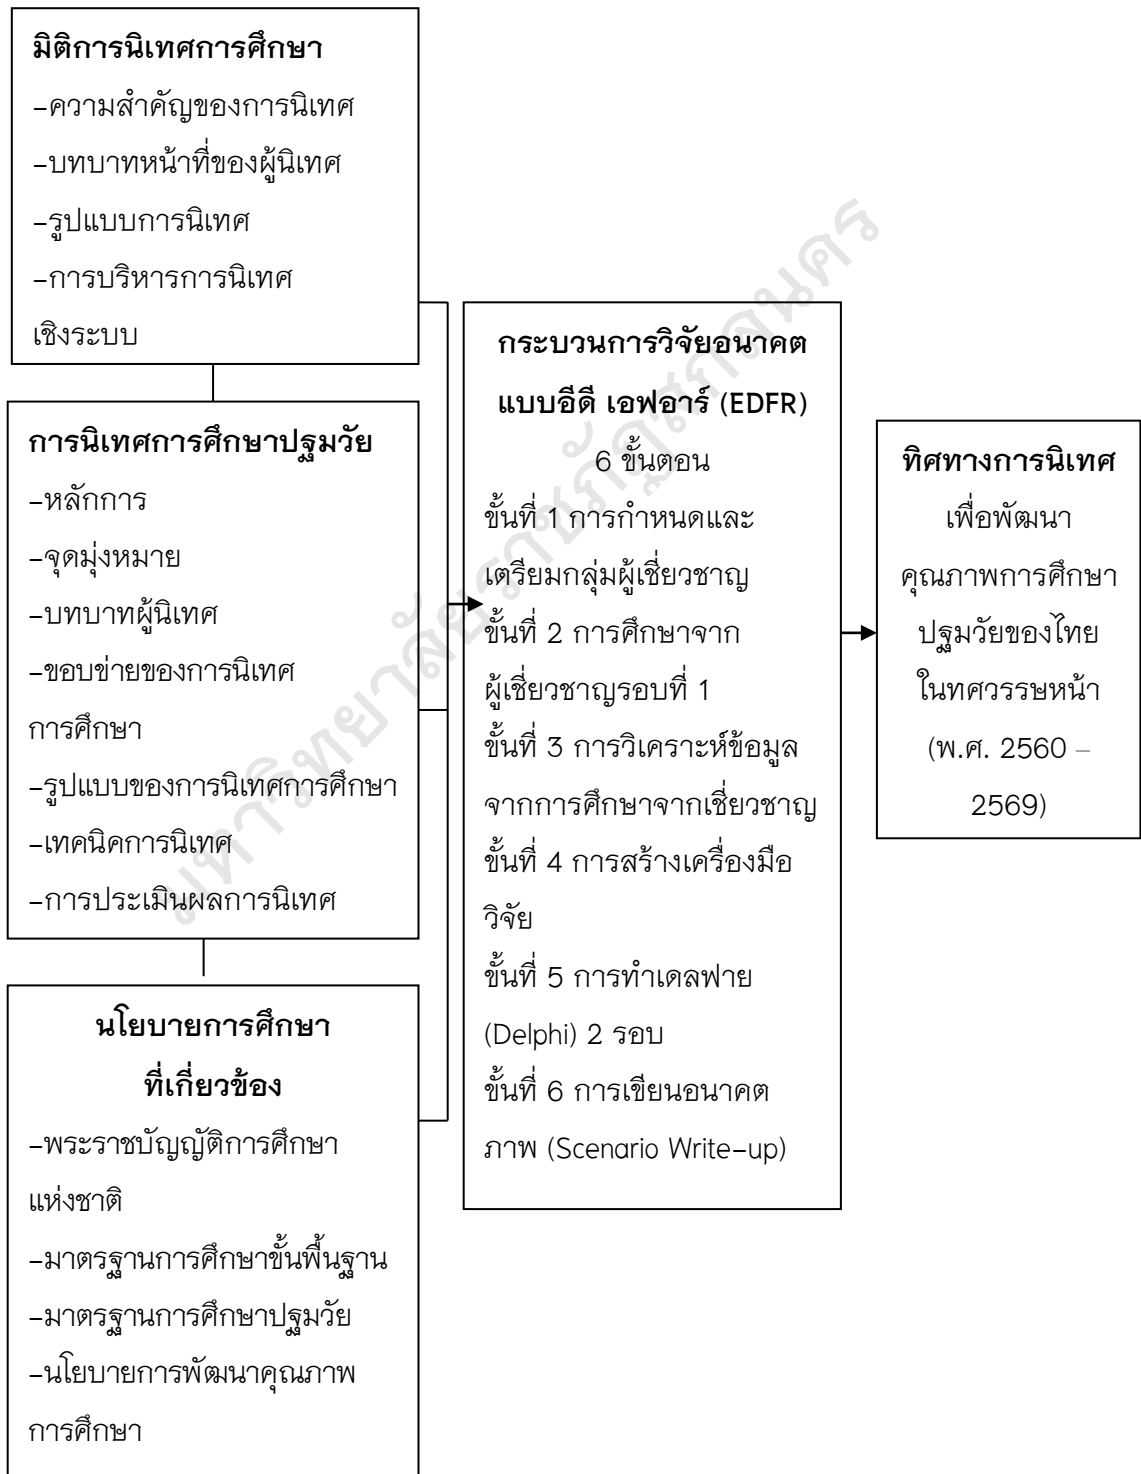 มิติการนิเทศการศึกษา
-ความสำคัญของการนิเทศ
-บทบาทหน้าที่ของผู้นิเทศ
-รูปแบบการนิเทศ
-การบริหารการนิเทศ
เชิงระบบ
การนิเทศการศึกษาปฐมวัย
-หลักการ
-จุดมุ่งหมาย
-บทบาทผู้นิเทศ
-ขอบข่ายของการนิเทศ
การศึกษา
-รูปแบบของการนิเทศการศึกษา
-เทคนิคการนิเทศ
-การประเมินผลการนิเทศ
นโยบายการศึกษา
ที่เกี่ยวข้อง
-พระราชบัญญัติการศึกษา
แห่งชาติ
-มาตรฐานการศึกษาขั้นพื้นฐาน
-มาตรฐานการศึกษาปฐมวัย
-นโยบายการพัฒนาคุณภาพ
การศึกษา
กระบวนการวิจัยอนาคต
แบบอีดี เอฟอาร์ (EDFR)
6 ขั้นตอน
ขั้นที่ 1 การกำหนดและ
เตรียมกลุ่มผู้เชี่ยวชาญ
ขั้นที่ 2 การศึกษาจาก
ผู้เชี่ยวชาญรอบที่ 1
ขั้นที่ 3 การวิเคราะห์ข้อมูล
จากการศึกษาจากเชี่ยวชาญ
ขั้นที่ 4 การสร้างเครื่องมือ
วิจัย
ขั้นที่ 5 การทำเดลฟาย
(Delphi) 2 รอบ
ขั้นที่ 6 การเขียนอนาคต
ภาพ (Scenario Write-up)
ทิศทางการนิเทศ
เพื่อพัฒนา
คุณภาพการศึกษา
ปฐมวัยของไทย
ในทศวรรษหน้า
(พ.ศ. 2560 –
2569)
มหาวิทยาลัยราชภัฏสกลนคร